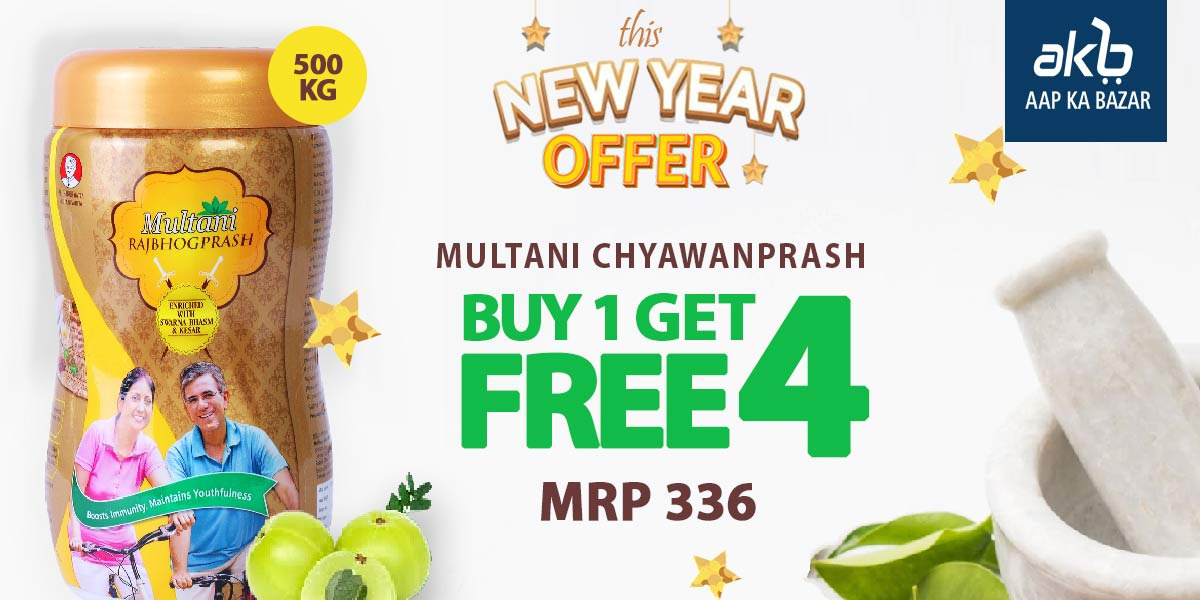 500
KG
this
NEW YEAR
OFFER
akb
AAP KA BAZAR
Multani
RAJBHOGPRASH
ENRICHED
WITH
SWARNA BHASM
& KESAR
Boosts Immunity, Maintains Youthfulness
MULTANI CHYAWANPRASH
BUY 1 GET
FREE 4
MRP 336